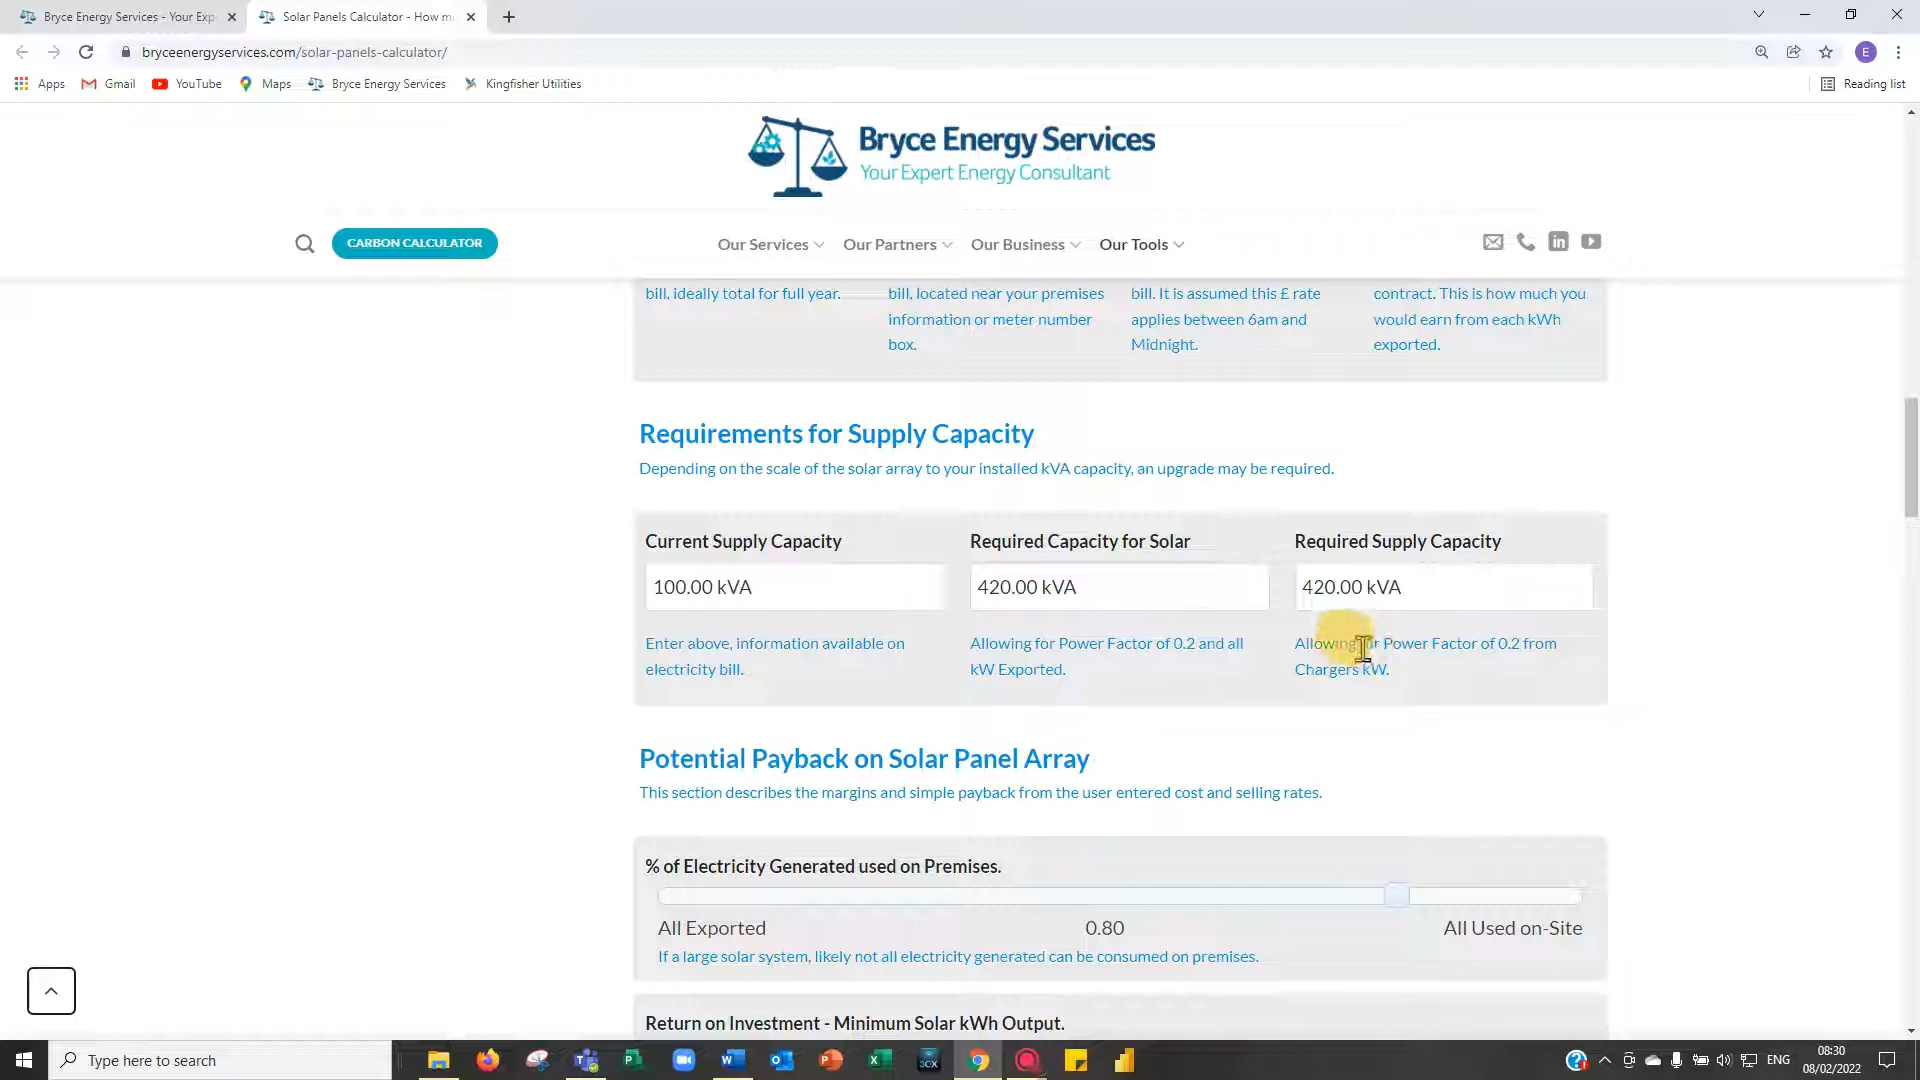 Bryce Energy Services - Your Exp
Solar Panels Calculator - How m
bryceenergyservices.com/solar-panels-calculator/
E
Apps
Gmail
YouTube
Maps
Bryce Energy Services
Kingfisher Utilities
Reading list
Bryce Energy Services
Your Expert Energy Consultant
CARBON CALCULATOR
Our Services
Our Partners
Our Business
Our Tools
bill, ideally total for full year.
bill, located near your premises
information or meter number
box.
bill. It is assumed this £ rate
applies between 6am and
Midnight.
contract. This is how much you
would earn from each kWh
exported.
Requirements for Supply Capacity
Depending on the scale of the solar array to your installed kVA capacity, an upgrade may be required.
Current Supply Capacity
100.00 kVA
Enter above, information available on
electricity bill.
Required Capacity for Solar
420.00 kVA
Allowing for Power Factor of 0.2 and all
kW Exported.
Required Supply Capacity
420.00 kVA
Allowing for Power Factor of 0.2 from
Chargers kW.
Potential Payback on Solar Panel Array
This section describes the margins and simple payback from the user entered cost and selling rates.
% of Electricity Generated used on Premises.
All Exported
0.80
All Used on-Site
If a large solar system, likely not all electricity generated can be consumed on premises.
Return on Investment - Minimum Solar kWh Output.
Type here to search
3CX
ENG
08:30
08/02/2022